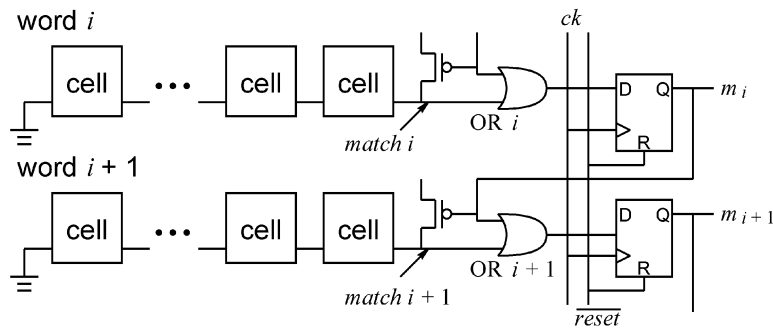 word i
ck
cell ••• cell cell
D Q m i
OR i
match i
R
word i + 1
cell ••• cell cell
D Q m i + 1
OR i + 1
R
match i + 1
reset